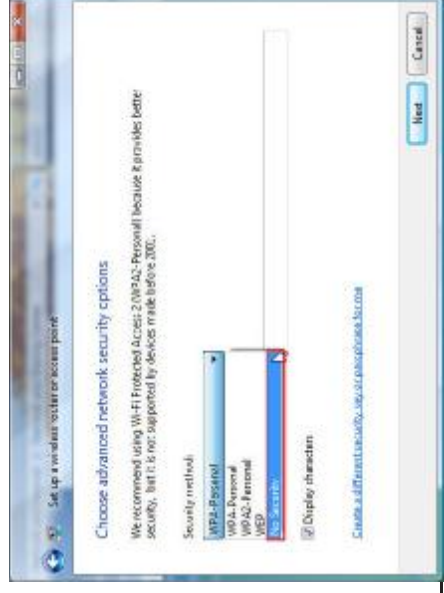 Set up a wireless router or access point
Choose advanced network security options
We recommend using Wi-Fi Protected Access 2 (WPA2-Personal) because it provides better
security, but it is not supported by devices made before
Security method:
WPA-Personal
WPA-Personal
WPA2-Personal
WEP
No Security
Display characters
Create a different security key or passphrase for me
Next
Cancel